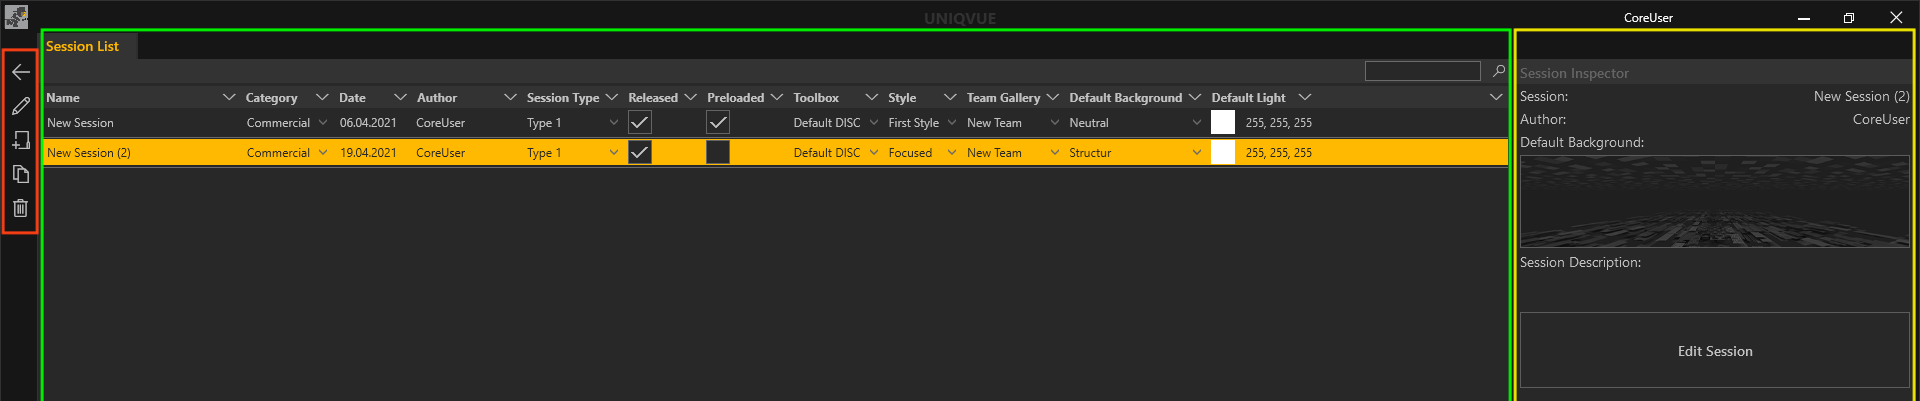 UNIQVUE
CoreUser
Session List
Name Category Date Author Session Type Released Preloaded Toolbox Style Team Gallery Default Background Default Light
New Session Commercial 06.04.2021 CoreUser Type 1 Default DISC First Style New Team Neutral 255, 255, 255
New Session (2) Commercial 19.04.2021 CoreUser Type 1 Default DISC Focused New Team Structur 255, 255, 255
Session Inspector
Session: New Session (2)
Author: CoreUser
Default Background:
Session Description:
Edit Session